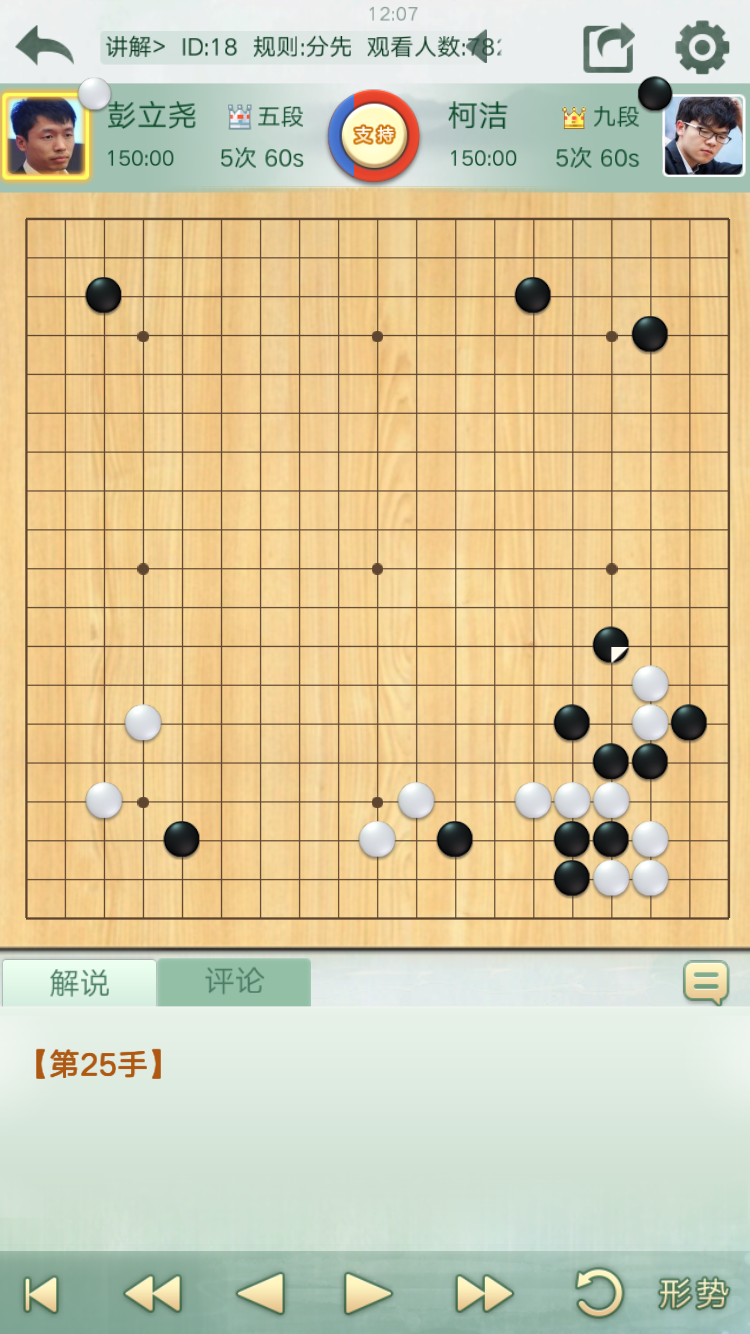 12:07
讲解> ID:18 规则:分先 观看人数:78
彭立尧 五段 支持 柯洁 九段
150:00 5次 60s 150:00 5次 60s
解说 评论
【第25手】
形势